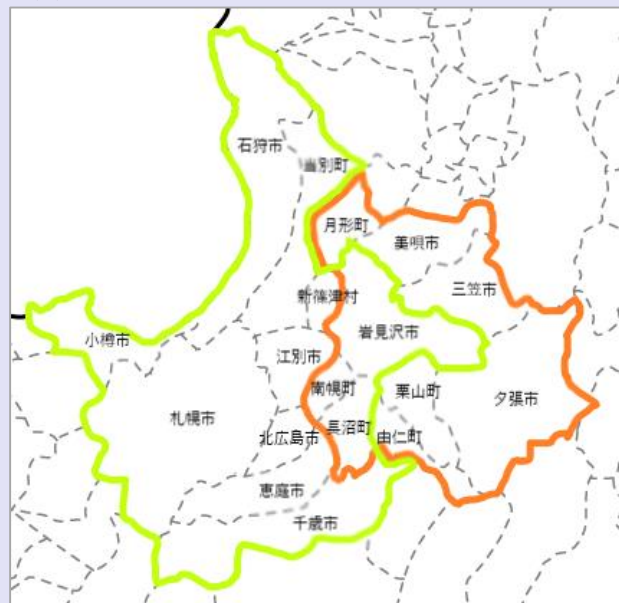 石狩市
当別町
月形町
美唄市
新篠津村
三笠市
岩見沢市
小樽市
江別市
南幌町
栗山町
夕張市
札幌市
北広島市
長沼町
由仁町
恵庭市
千歳市